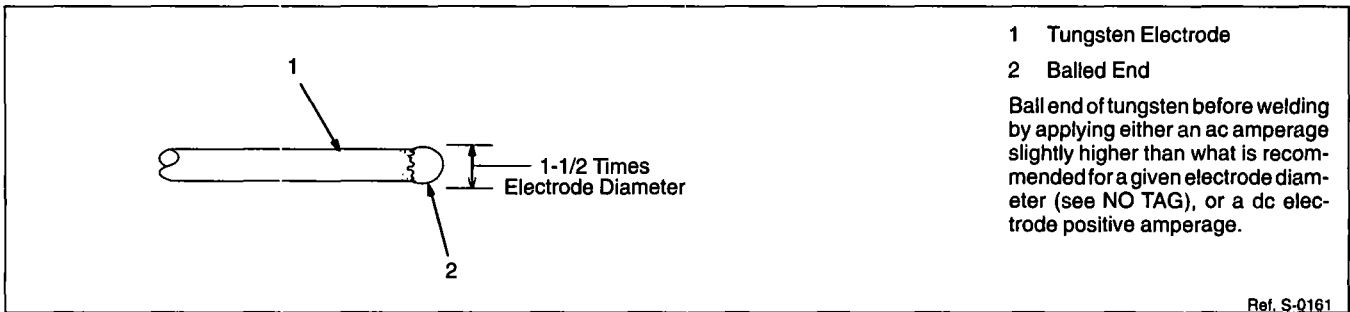 1 Tungsten Electrode
2 Balled End
Ball end of tungsten before welding
by applying either an ac amperage
slightly higher than what is recom-
mended for a given electrode diam-
eter (see NO TAG), or a dc elec-
trode positive amperage.
1
1-1/2 Times
Electrode Diameter
2
Ref. S-0161